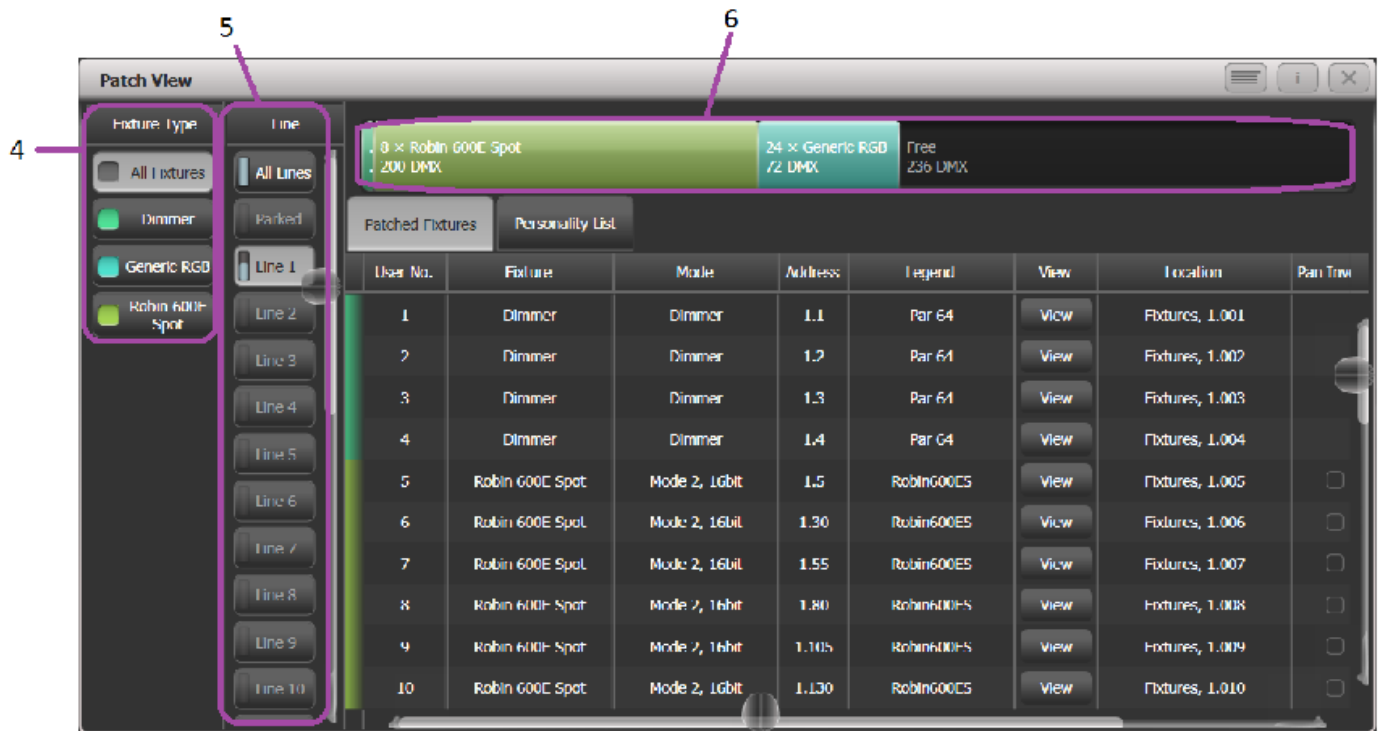 5
6
Patch View
i
4
Fixture Type
Line
All Fixtures
Dimmer
Generic RGB
Robin 600E
Spot
All Lines
Parked
Line 1
Line 2
Line 3
Line 4
Line 5
Line 6
Line 7
Line 8
Line 9
Line 10
. 8 × Robin 600E Spot
. 200 DMX
24 × Generic RGB
72 DMX
Free
236 DMX
Patched Fixtures
Personality List
User No. Fixture Mode Address Legend View Location Pan Inve
1 Dimmer Dimmer 1.1 Par 64 View Fixtures, 1.001
2 Dimmer Dimmer 1.2 Par 64 View Fixtures, 1.002
3 Dimmer Dimmer 1.3 Par 64 View Fixtures, 1.003
4 Dimmer Dimmer 1.4 Par 64 View Fixtures, 1.004
5 Robin 600E Spot Mode 2, 16bit 1.5 Robin600ES View Fixtures, 1.005
6 Robin 600E Spot Mode 2, 16bit 1.30 Robin600ES View Fixtures, 1.006
7 Robin 600E Spot Mode 2, 16bit 1.55 Robin600ES View Fixtures, 1.007
8 Robin 600E Spot Mode 2, 16bit 1.80 Robin600ES View Fixtures, 1.008
9 Robin 600E Spot Mode 2, 16bit 1.105 Robin600ES View Fixtures, 1.009
10 Robin 600E Spot Mode 2, 16bit 1.130 Robin600ES View Fixtures, 1.010